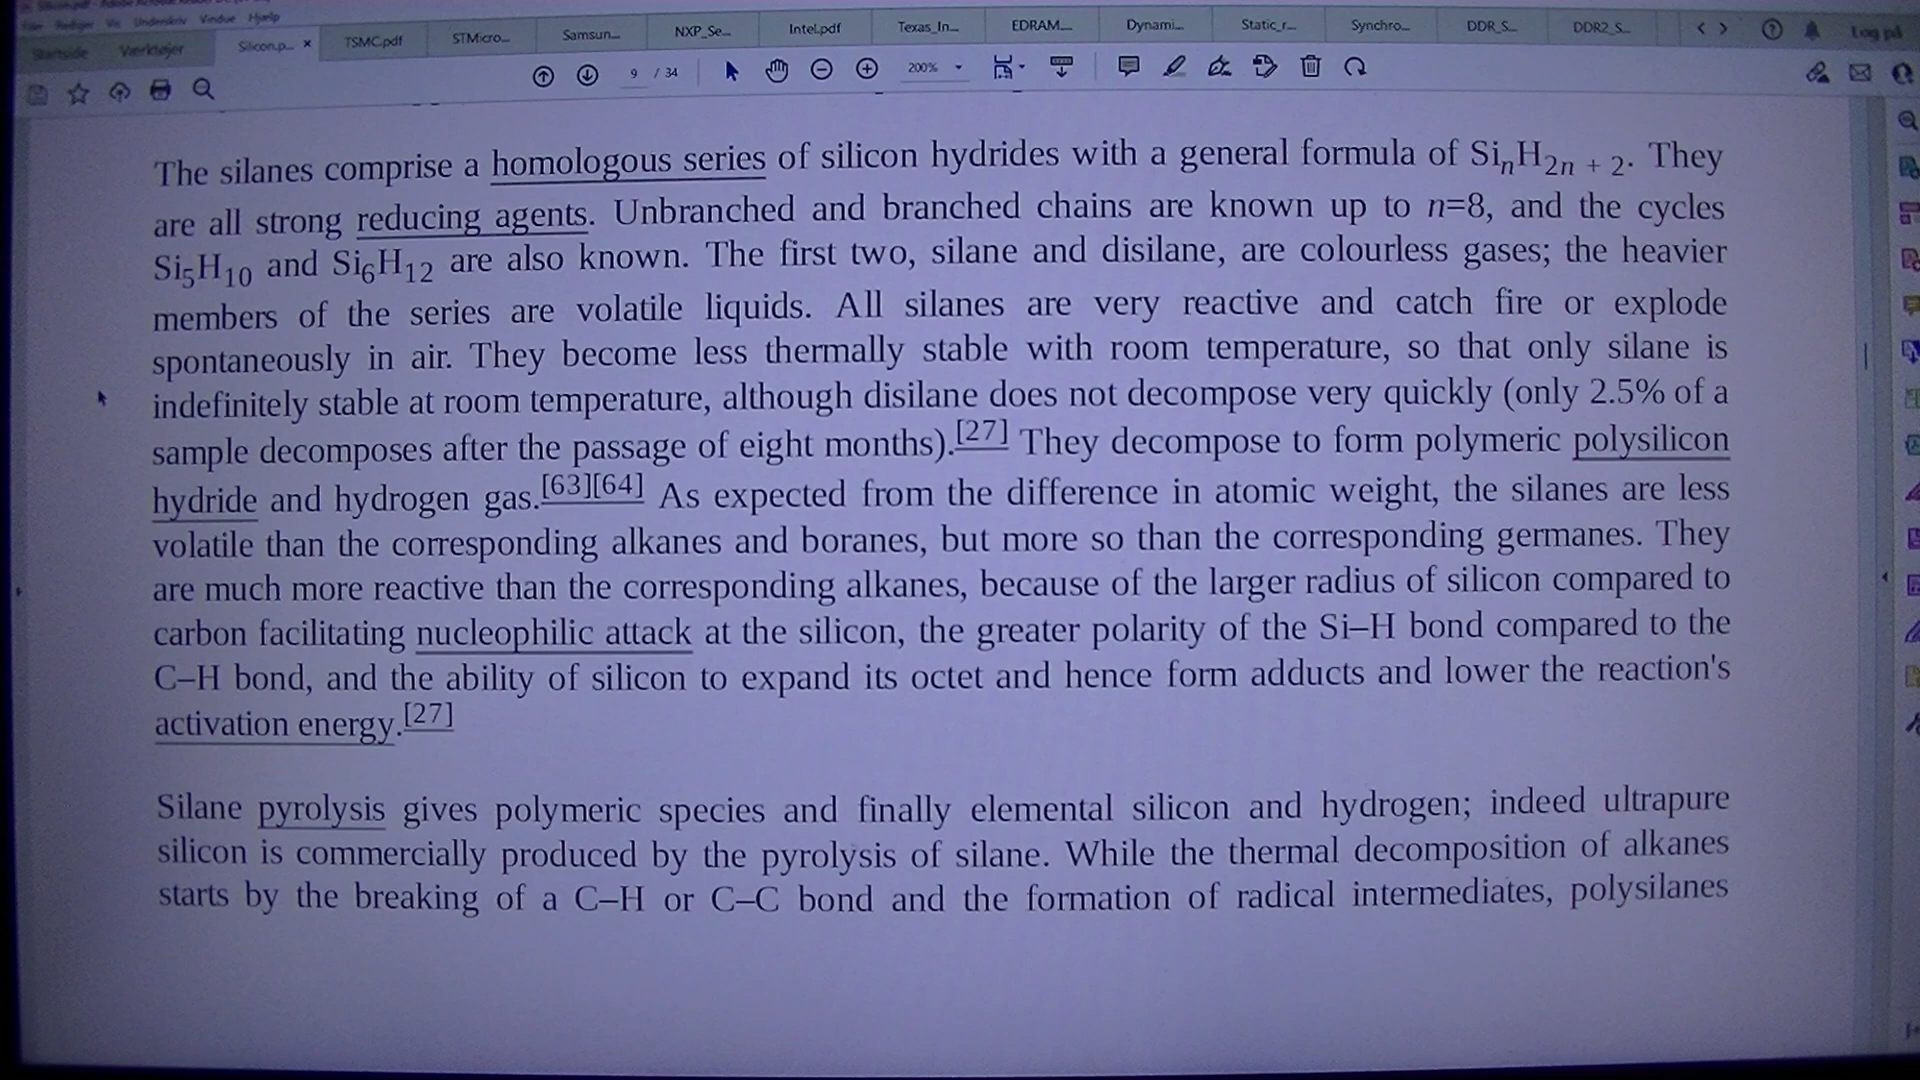 Startside Værktøjer Silicon.p... × TSMC.pdf STMicro... Samsun... NXP_Se... Intel.pdf Texas_In... EDRAM.... Dynami... Static_r... Synchro... DDR_S... DDR2_S... Log på
9 / 34 200%
The silanes comprise a homologous series of silicon hydrides with a general formula of SinH2n + 2. They
are all strong reducing agents. Unbranched and branched chains are known up to n=8, and the cycles
Si5H10 and Si6H12 are also known. The first two, silane and disilane, are colourless gases; the heavier
members of the series are volatile liquids. All silanes are very reactive and catch fire or explode
spontaneously in air. They become less thermally stable with room temperature, so that only silane is
indefinitely stable at room temperature, although disilane does not decompose very quickly (only 2.5% of a
sample decomposes after the passage of eight months).[27] They decompose to form polymeric polysilicon
hydride and hydrogen gas.[63][64] As expected from the difference in atomic weight, the silanes are less
volatile than the corresponding alkanes and boranes, but more so than the corresponding germanes. They
are much more reactive than the corresponding alkanes, because of the larger radius of silicon compared to
carbon facilitating nucleophilic attack at the silicon, the greater polarity of the Si–H bond compared to the
C–H bond, and the ability of silicon to expand its octet and hence form adducts and lower the reaction's
activation energy.[27]
Silane pyrolysis gives polymeric species and finally elemental silicon and hydrogen; indeed ultrapure
silicon is commercially produced by the pyrolysis of silane. While the thermal decomposition of alkanes
starts by the breaking of a C–H or C–C bond and the formation of radical intermediates, polysilanes